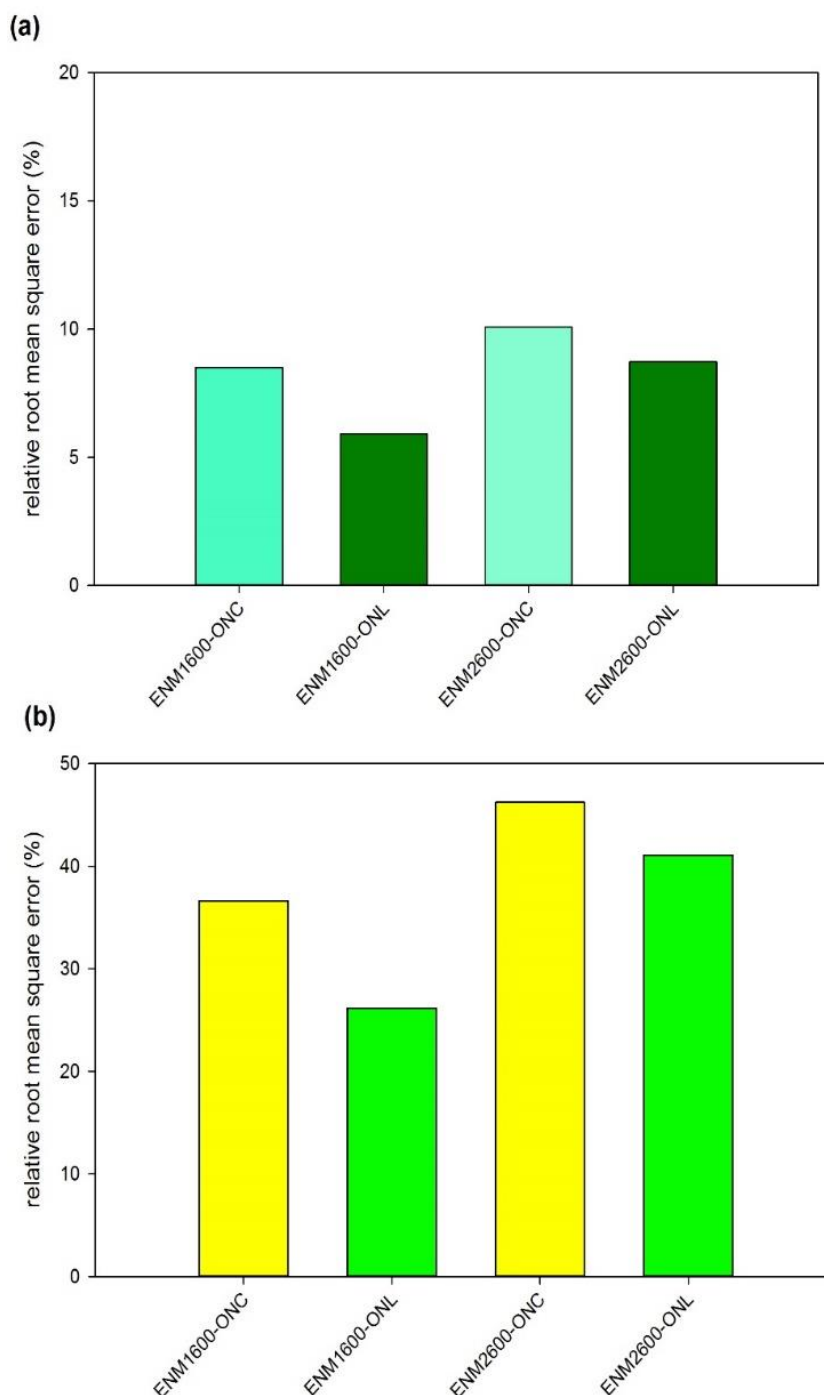 (a)
relative root mean square error (%)
20
15
10
5
0
ENM1600-ONC
ENM1600-ONL
ENM2600-ONC
ENM2600-ONL
(b)
relative root mean square error (%)
50
40
30
20
10
0
ENM1600-ONC
ENM1600-ONL
ENM2600-ONC
ENM2600-ONL